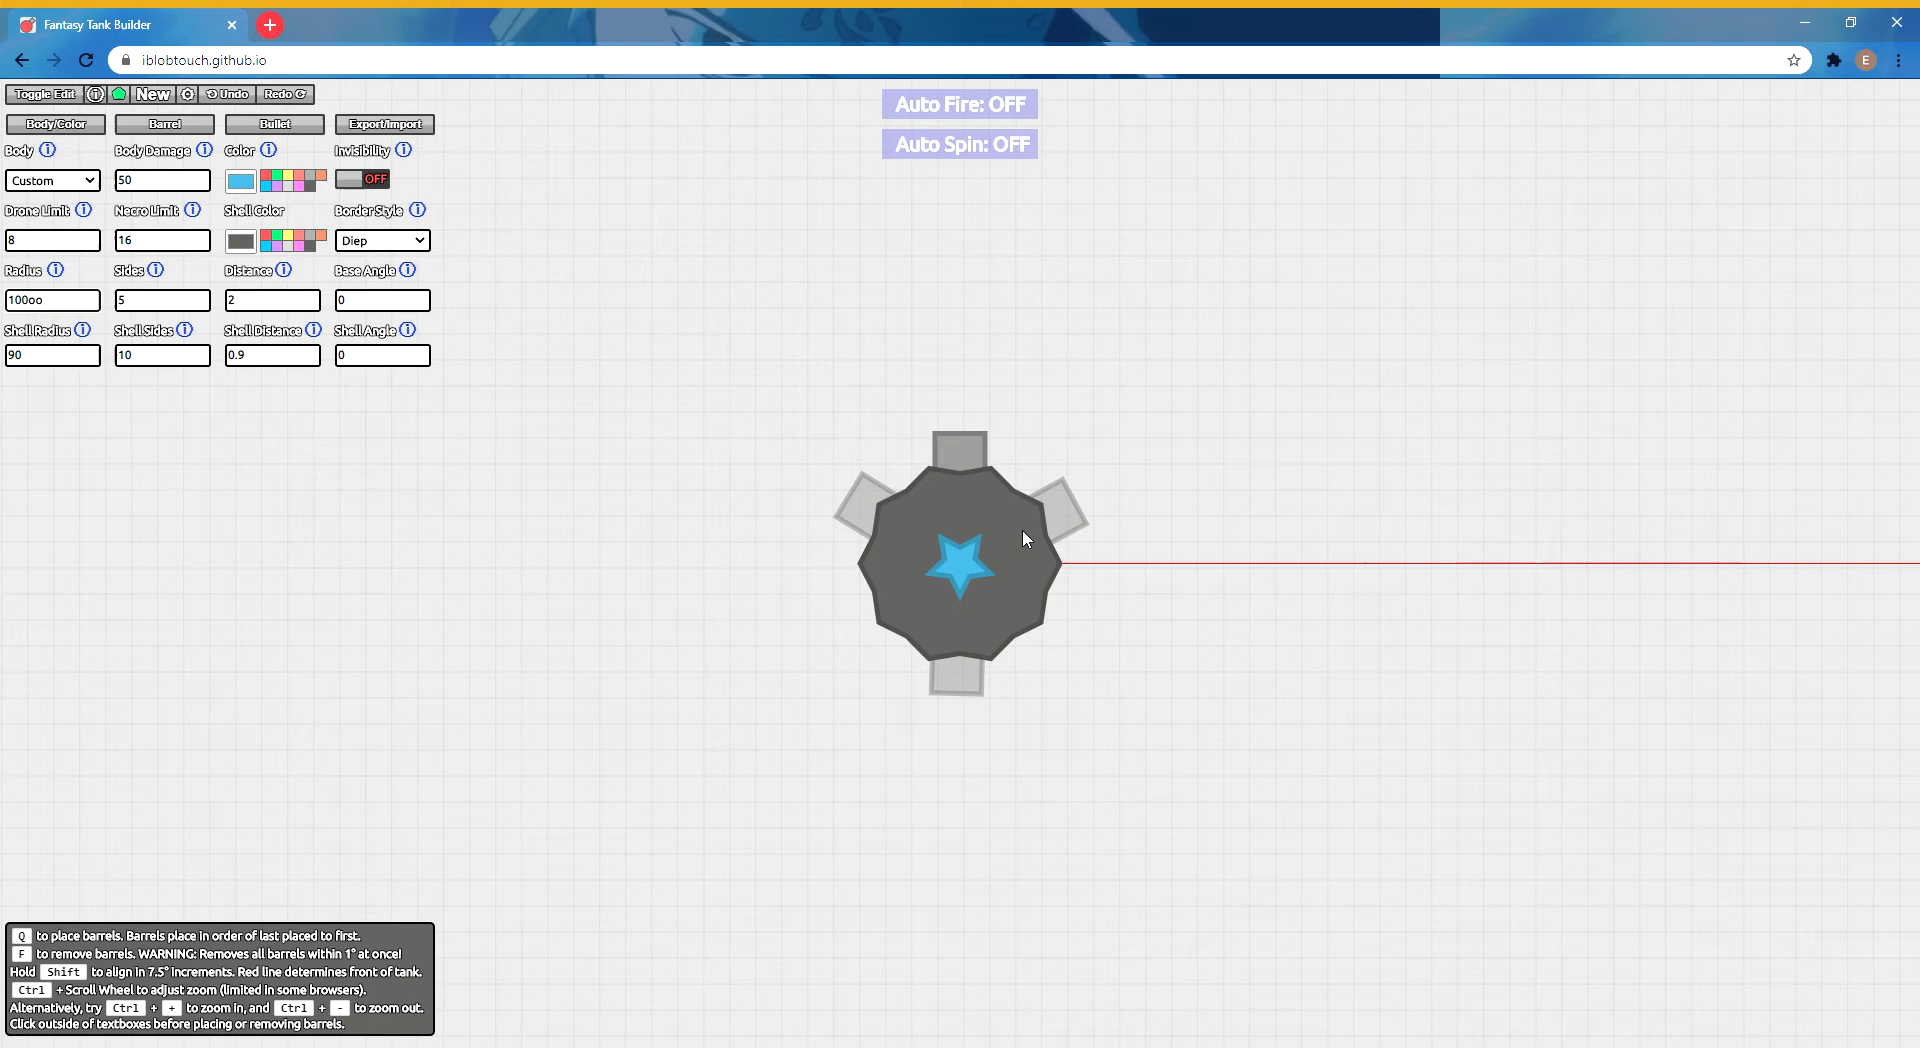 Fantasy Tank Builder
iblobtouch.github.io
E
Toggle Edit New Undo Redo
Body/Color Barrel Bullet Export/Import
Auto Fire: OFF
Auto Spin: OFF
Body Body Damage Color Invisibility
Custom 50 OFF
Drone Limit Necro Limit Shell Color Border Style
8 16 Diep
Radius Sides Distance Base Angle
100oo 5 2 0
Shell Radius Shell Sides Shell Distance Shell Angle
90 10 0.9 0
Q to place barrels. Barrels place in order of last placed to first.
F to remove barrels. WARNING: Removes all barrels within 1° at once!
Hold Shift to align in 7.5° increments. Red line determines front of tank.
Ctrl + Scroll Wheel to adjust zoom (limited in some browsers).
Alternatively, try Ctrl + + to zoom in, and Ctrl + - to zoom out.
Click outside of textboxes before placing or removing barrels.